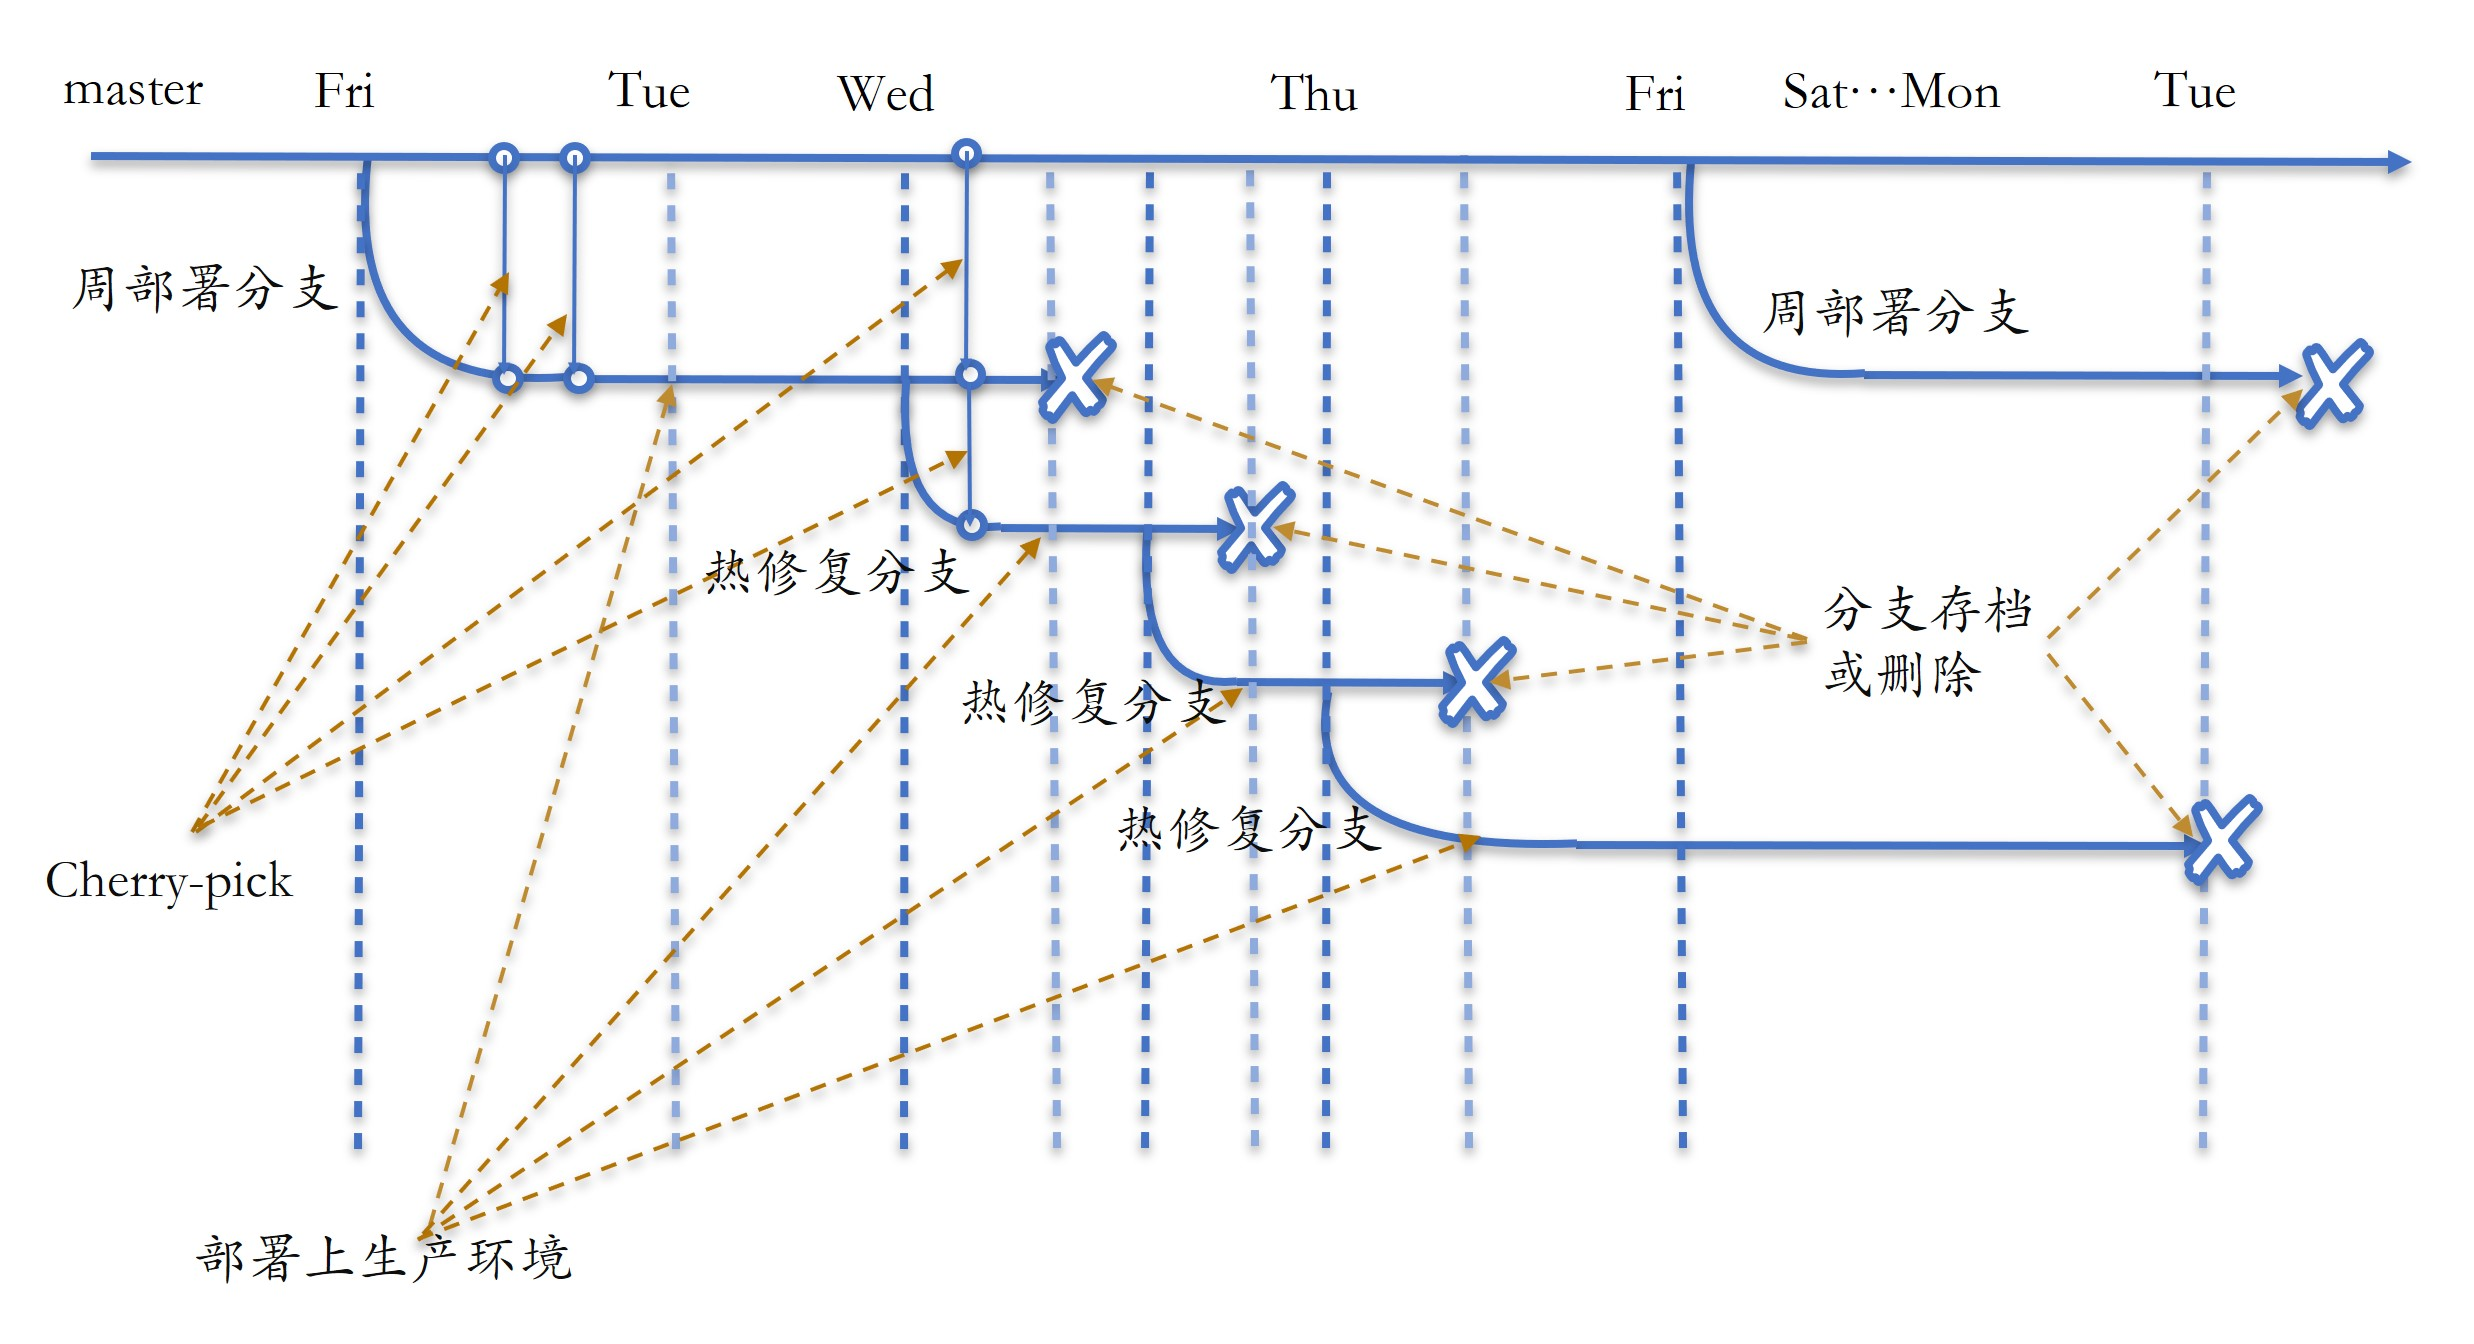 master Fri Tue Wed Thu Fri Sat···Mon Tue
周部署分支
周部署分支
热修复分支
分支存档
或删除
热修复分支
热修复分支
Cherry-pick
部署上生产环境